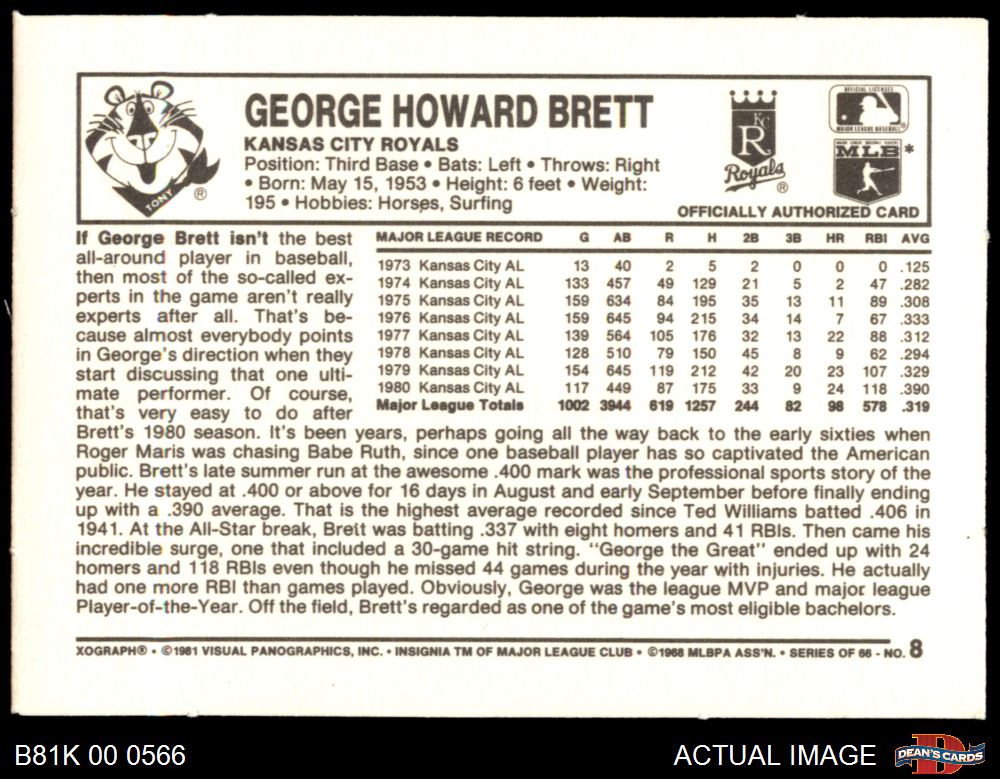 GEORGE HOWARD BRETT
KANSAS CITY ROYALS
Position: Third Base • Bats: Left • Throws: Right
• Born: May 15, 1953 • Height: 6 feet • Weight:
195 • Hobbies: Horses, Surfing
TONY ®
KC
R
Royals ®
OFFICIAL LICENSEE
MAJOR LEAGUE BASEBALL ®
MAJOR LEAGUE BASEBALL PLAYERS
MLB*
OFFICIALLY AUTHORIZED CARD
If George Brett isn't the best
all-around player in baseball,
then most of the so-called ex-
perts in the game aren't really
experts after all. That's be-
cause almost everybody points
in George's direction when they
start discussing that one ulti-
mate performer. Of course,
that's very easy to do after
MAJOR LEAGUE RECORD G AB R H 2B 3B HR RBI AVG
1973 Kansas City AL 13 40 2 5 2 0 0 0 .125
1974 Kansas City AL 133 457 49 129 21 5 2 47 .282
1975 Kansas City AL 159 634 84 195 35 13 11 89 .308
1976 Kansas City AL 159 645 94 215 34 14 7 67 .333
1977 Kansas City AL 139 564 105 176 32 13 22 88 .312
1978 Kansas City AL 128 510 79 150 45 8 9 62 .294
1979 Kansas City AL 154 645 119 212 42 20 23 107 .329
1980 Kansas City AL 117 449 87 175 33 9 24 118 .390
Major League Totals 1002 3944 619 1257 244 82 98 578 .319
Brett's 1980 season. It's been years, perhaps going all the way back to the early sixties when
Roger Maris was chasing Babe Ruth, since one baseball player has so captivated the American
public. Brett's late summer run at the awesome .400 mark was the professional sports story of the
year. He stayed at .400 or above for 16 days in August and early September before finally ending
up with a .390 average. That is the highest average recorded since Ted Williams batted .406 in
1941. At the All-Star break, Brett was batting .337 with eight homers and 41 RBIs. Then came his
incredible surge, one that included a 30-game hit string. "George the Great" ended up with 24
homers and 118 RBIs even though he missed 44 games during the year with injuries. He actually
had one more RBI than games played. Obviously, George was the league MVP and major league
Player-of-the-Year. Off the field, Brett's regarded as one of the game's most eligible bachelors.
XOGRAPH® • ©1981 VISUAL PANOGRAPHICS, INC. • INSIGNIA TM OF MAJOR LEAGUE CLUB • ©1968 MLBPA ASS'N. • SERIES OF 66 - NO. 8
B81K 00 0566
ACTUAL IMAGE
D
DEAN'S CARDS